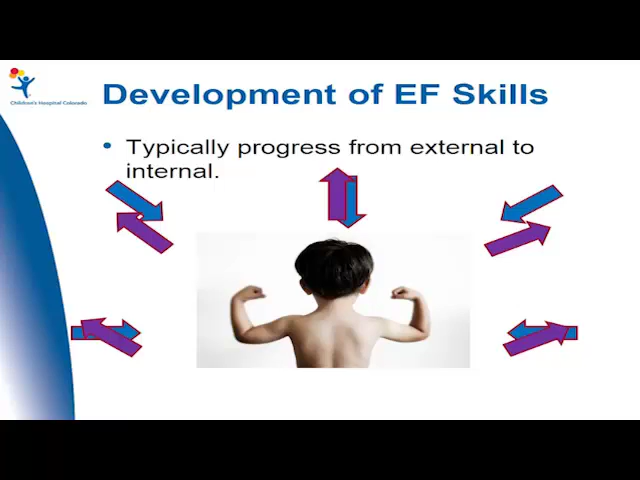 Children's Hospital Colorado
Development of EF Skills
• Typically progress from external to
internal.